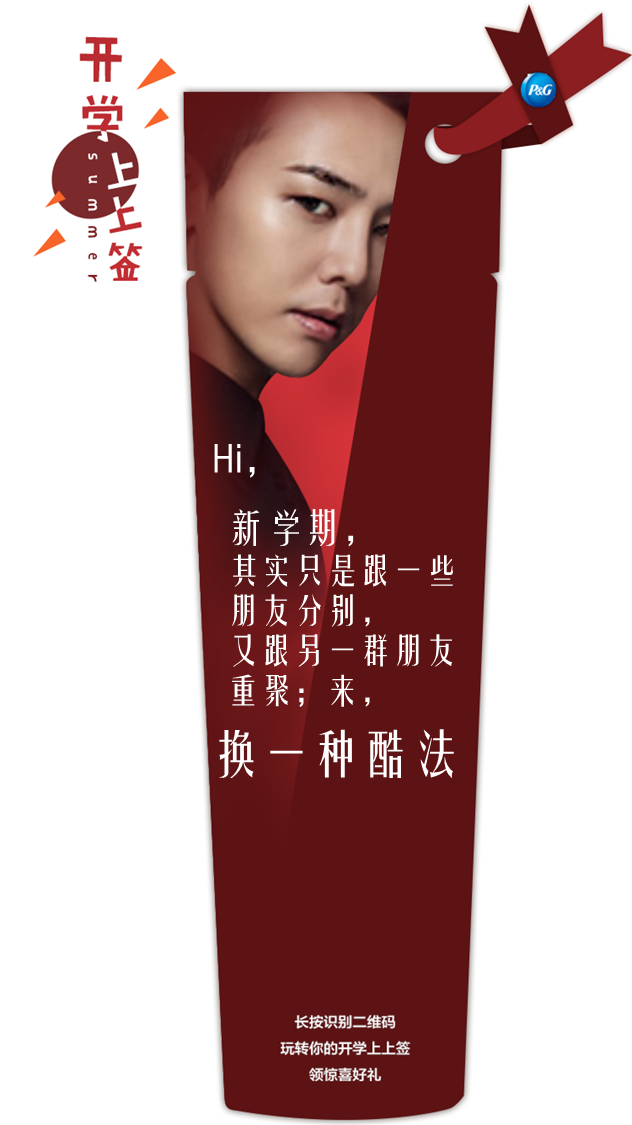 开学上上签
summer
P&G
Hi，
新学期，
其实只是跟一些
朋友分别，
又跟另一群朋友
重聚；来，
换一种酷法
长按识别二维码
玩转你的开学上上签
领惊喜好礼